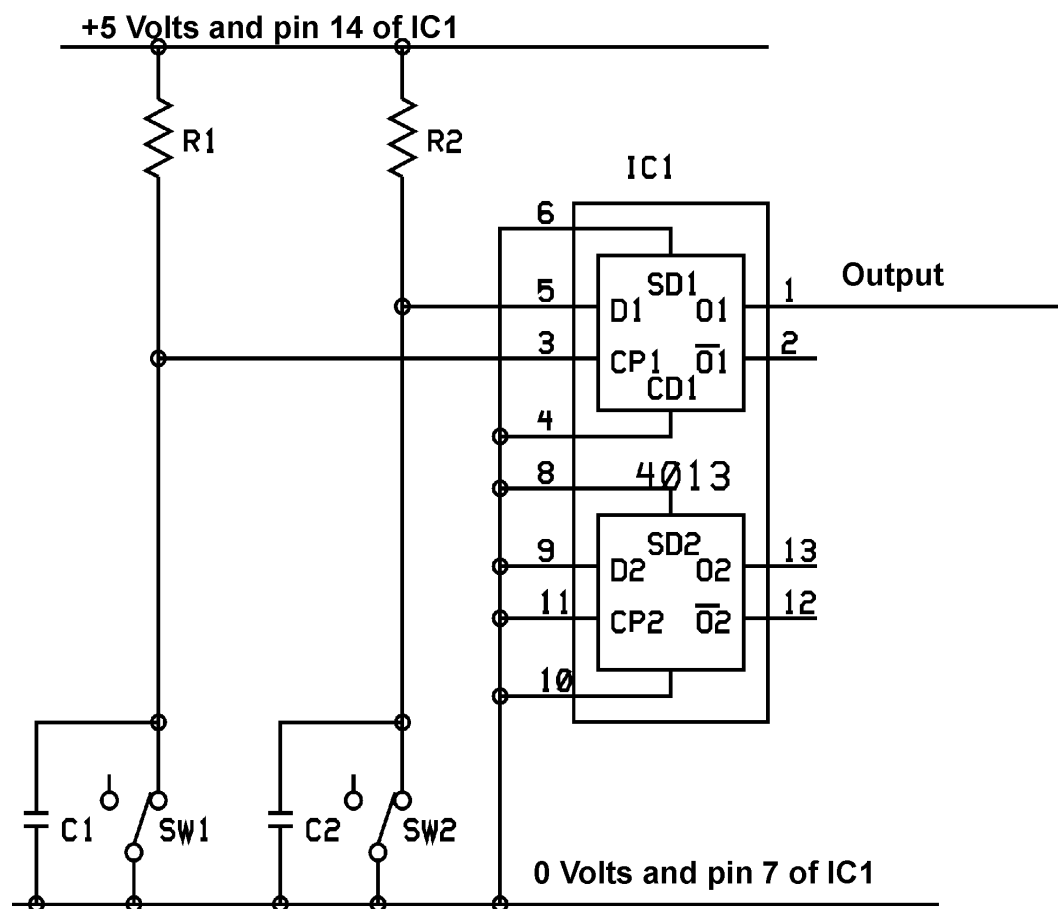 +5 Volts and pin 14 of IC1
R1
R2
IC1
6
SD1
5
D1
O1
1
Output
3
CP1
O̅1
2
CD1
4
8
4013
SD2
9
D2
O2
13
11
CP2
O̅2
12
10
C1
SW1
C2
SW2
0 Volts and pin 7 of IC1